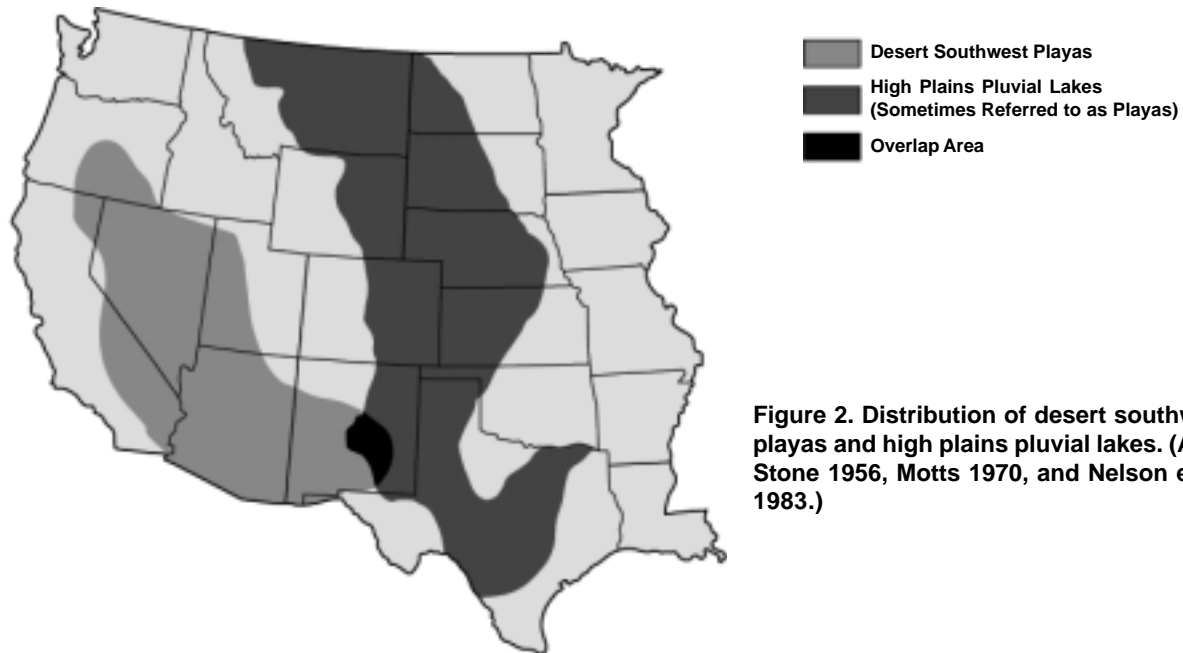 Desert Southwest Playas
High Plains Pluvial Lakes
(Sometimes Referred to as Playas)
Overlap Area
Figure 2. Distribution of desert
playas and high plains pluvial lakes.
Stone 1956, Motts 1970, and Nelson
1983.)